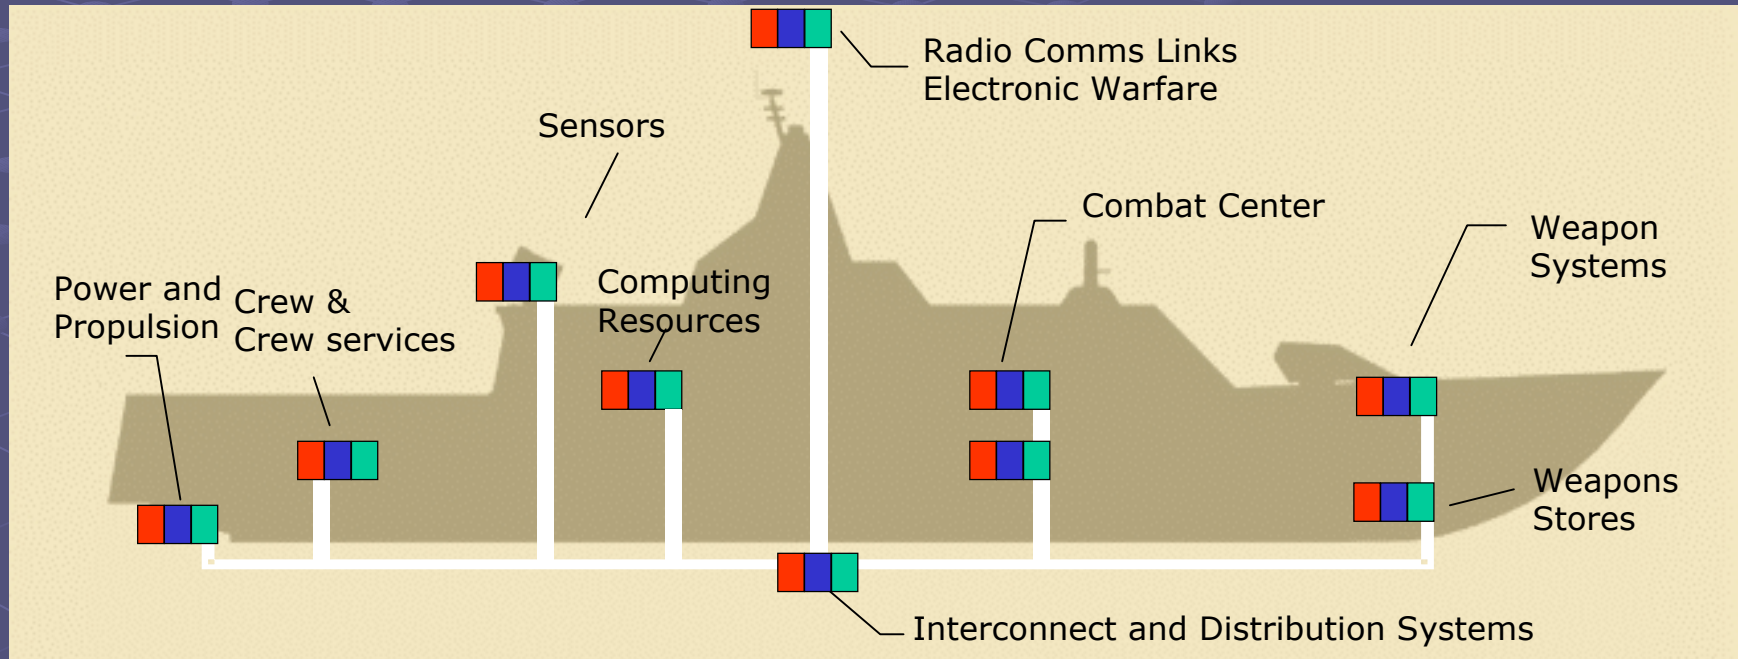 Radio Comms Links
Electronic Warfare
Sensors
Combat Center
Weapon
Systems
Computing
Resources
Power and
Propulsion
Crew &
Crew services
Weapons
Stores
Interconnect and Distribution Systems